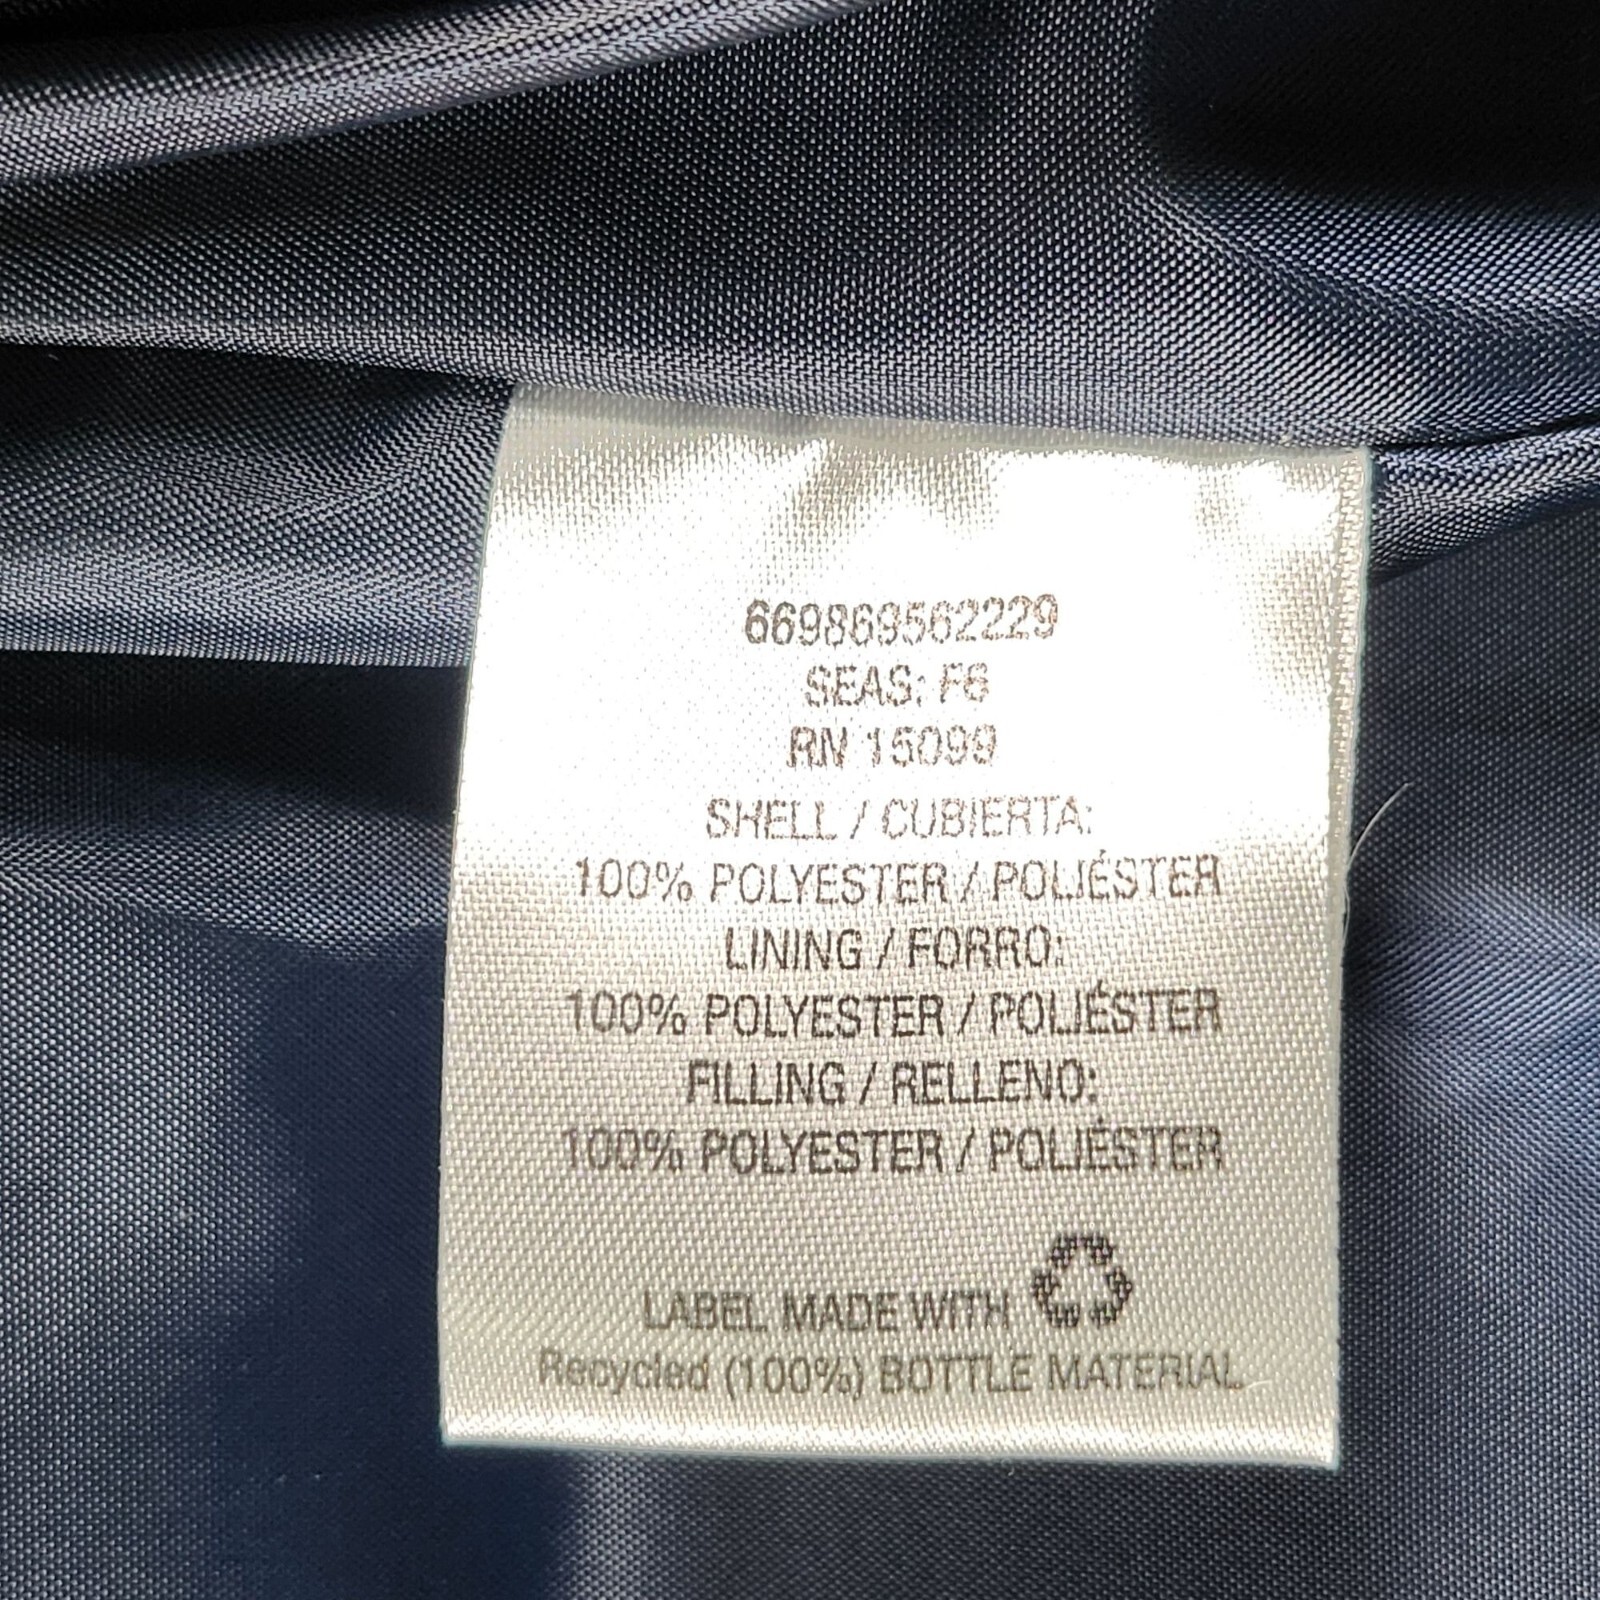 669869562229
SEAS: F6
RN 15099
SHELL / CUBIERTA:
100% POLYESTER / POLIÉSTER
LINING / FORRO:
100% POLYESTER / POLIÉSTER
FILLING / RELLENO:
100% POLYESTER / POLIÉSTER
LABEL MADE WITH
Recycled (100%) BOTTLE MATERIAL